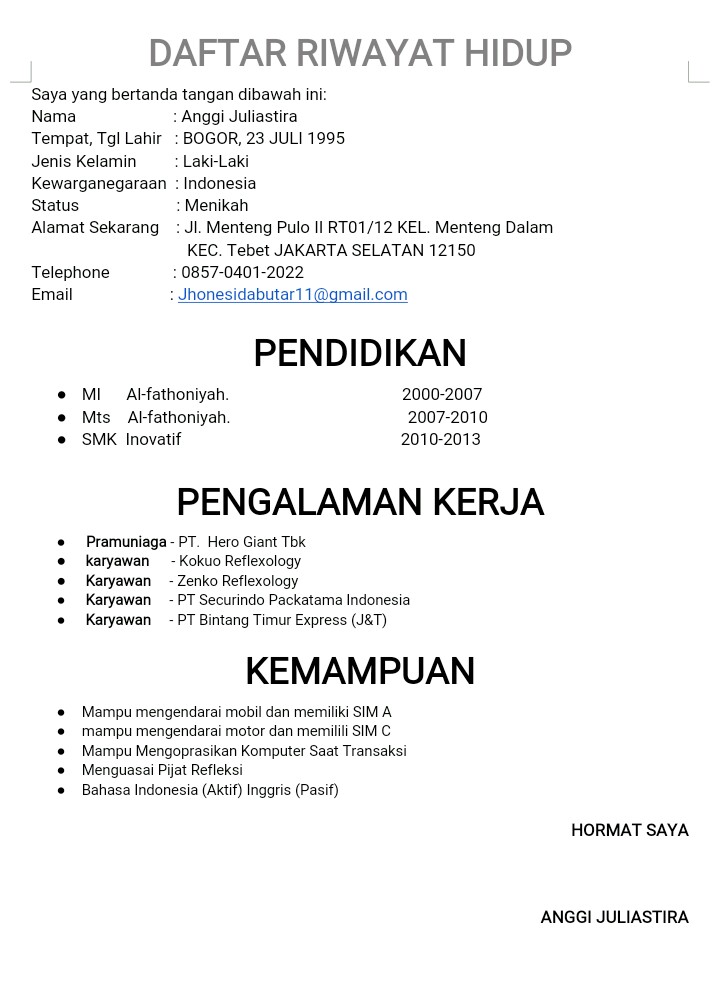 DAFTAR RIWAYAT HIDUP
Saya yang bertanda tangan dibawah ini:
Nama : Anggi Juliastira
Tempat, Tgl Lahir : BOGOR, 23 JULI 1995
Jenis Kelamin : Laki-Laki
Kewarganegaraan : Indonesia
Status : Menikah
Alamat Sekarang : Jl. Menteng Pulo II RT01/12 KEL. Menteng Dalam
KEC. Tebet JAKARTA SELATAN 12150
Telephone : 0857-0401-2022
Email : Jhonesidabutar11@gmail.com
PENDIDIKAN
● MI Al-fathoniyah. 2000-2007
● Mts Al-fathoniyah. 2007-2010
● SMK Inovatif 2010-2013
PENGALAMAN KERJA
● Pramuniaga - PT. Hero Giant Tbk
● karyawan - Kokuo Reflexology
● Karyawan - Zenko Reflexology
● Karyawan - PT Securindo Packatama Indonesia
● Karyawan - PT Bintang Timur Express (J&T)
KEMAMPUAN
● Mampu mengendarai mobil dan memiliki SIM A
● mampu mengendarai motor dan memilili SIM C
● Mampu Mengoprasikan Komputer Saat Transaksi
● Menguasai Pijat Refleksi
● Bahasa Indonesia (Aktif) Inggris (Pasif)
HORMAT SAYA
ANGGI JULIASTIRA